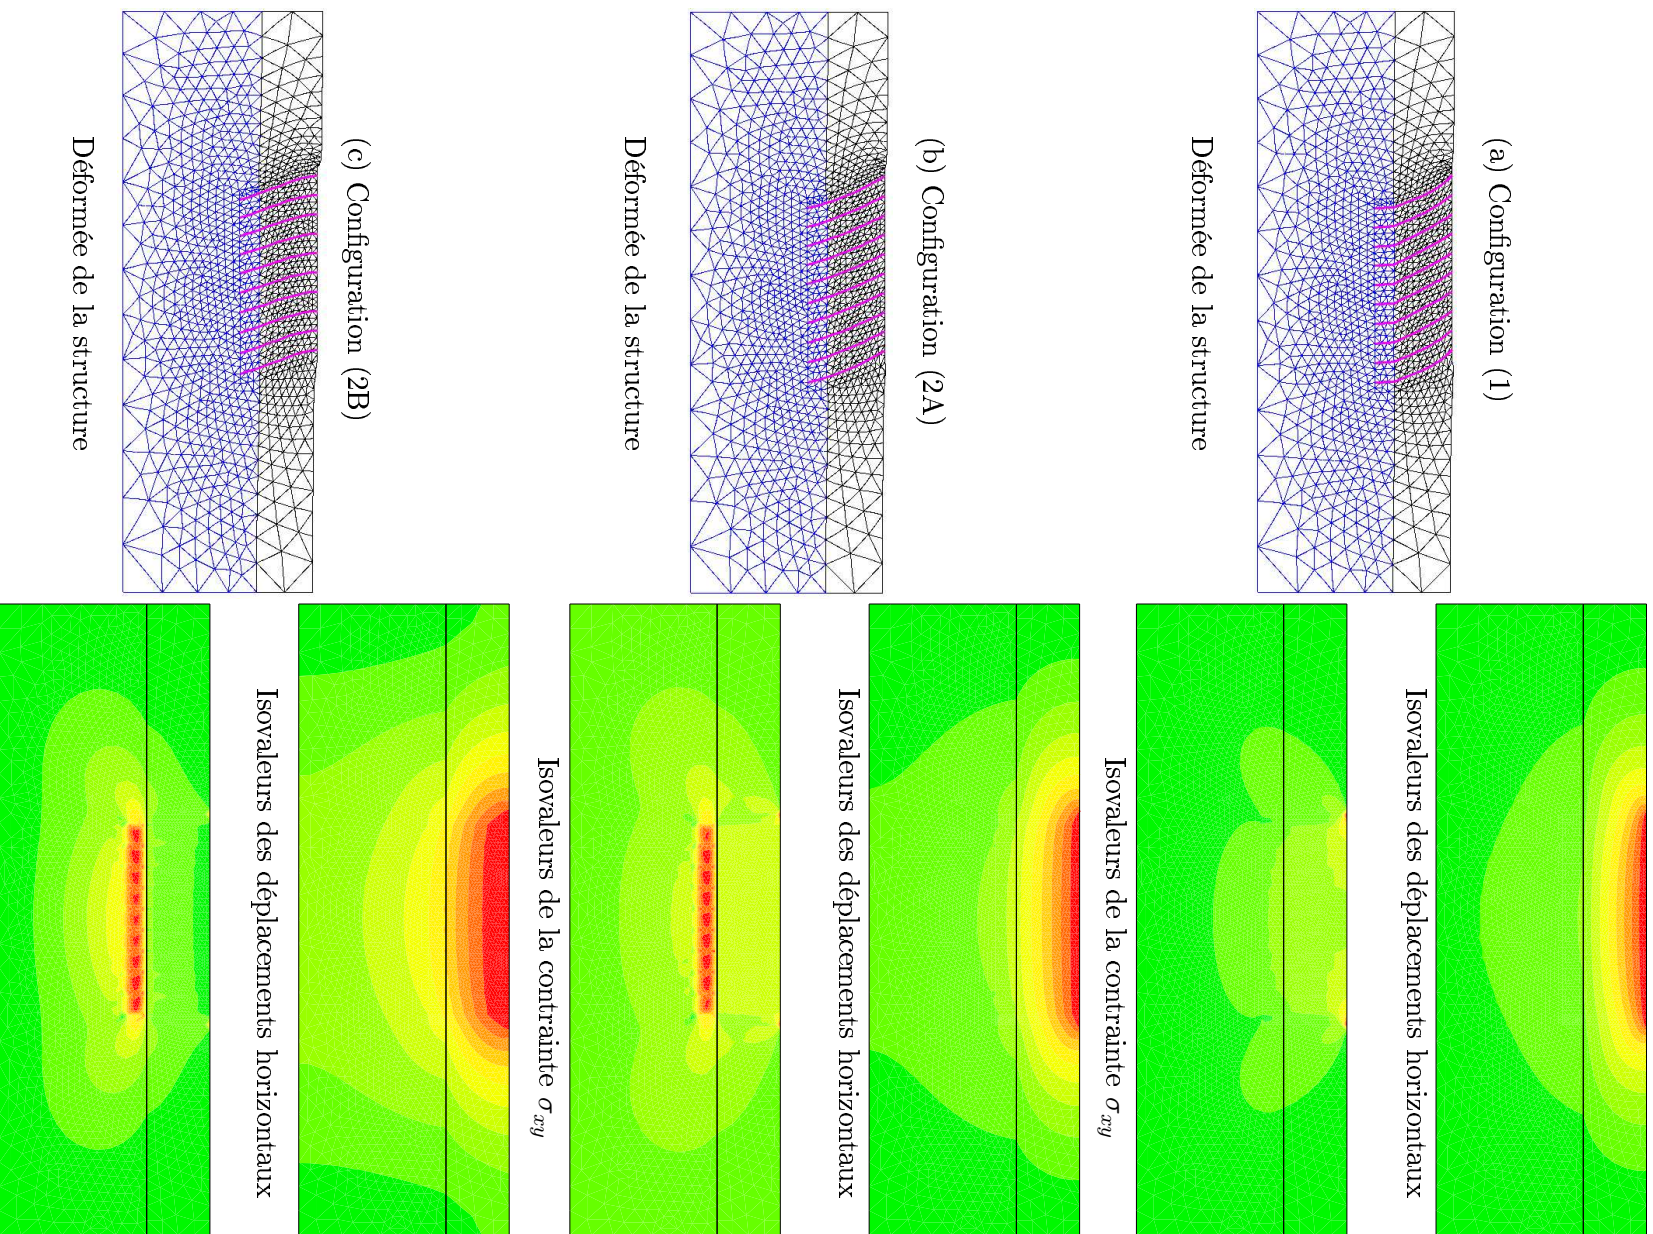 (a) Configuration (1)
Déformée de la structure
Isovaleurs des déplacements horizontaux
Isovaleurs de la contrainte σxy
(b) Configuration (2A)
Déformée de la structure
Isovaleurs des déplacements horizontaux
Isovaleurs de la contrainte σxy
(c) Configuration (2B)
Déformée de la structure
Isovaleurs des déplacements horizontaux